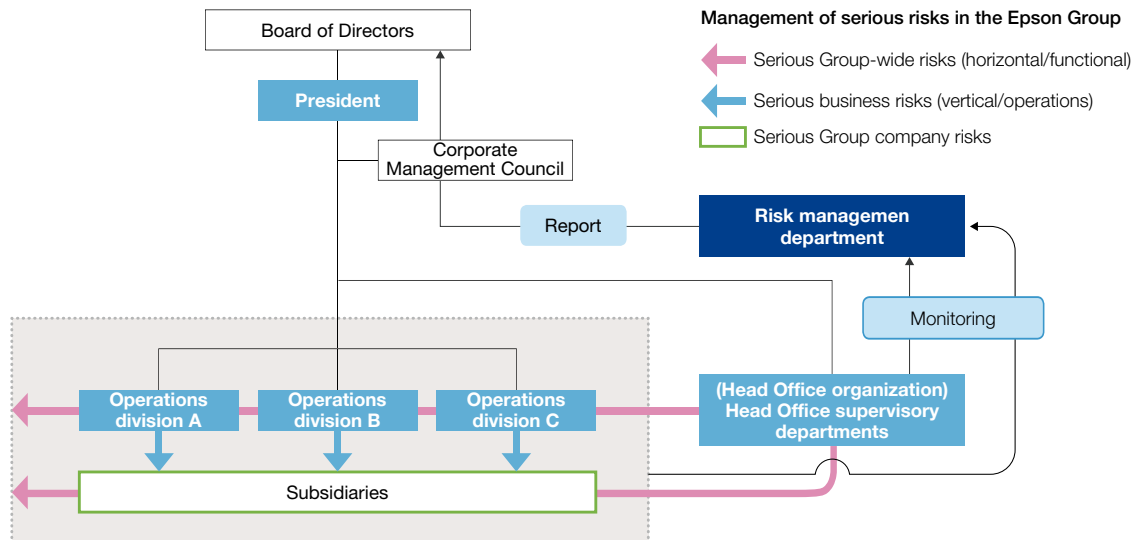 Management of serious risks in the Epson Group
Serious Group-wide risks (horizontal/functional)
Serious business risks (vertical/operations)
Serious Group company risks
Board of Directors
President
Corporate
Management Council
Report
Risk managemen
department
Monitoring
Operations
division A
Operations
division B
Operations
division C
(Head Office organization)
Head Office supervisory
departments
Subsidiaries